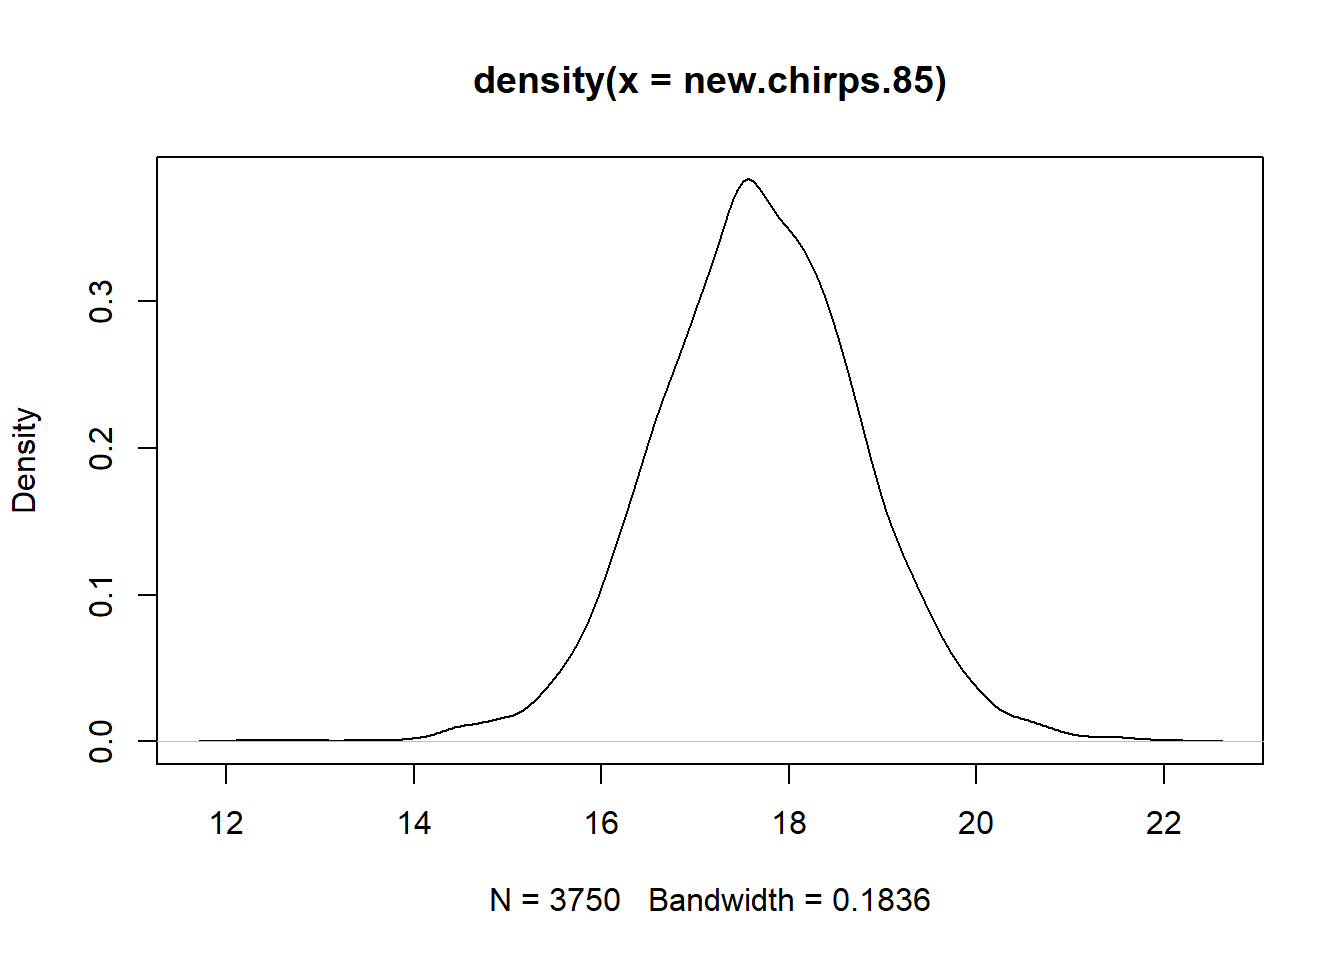 density(x = new.chirps.85)
Density
0.3
0.2
0.1
0.0
12 14 16 18 20 22
N = 3750 Bandwidth = 0.1836